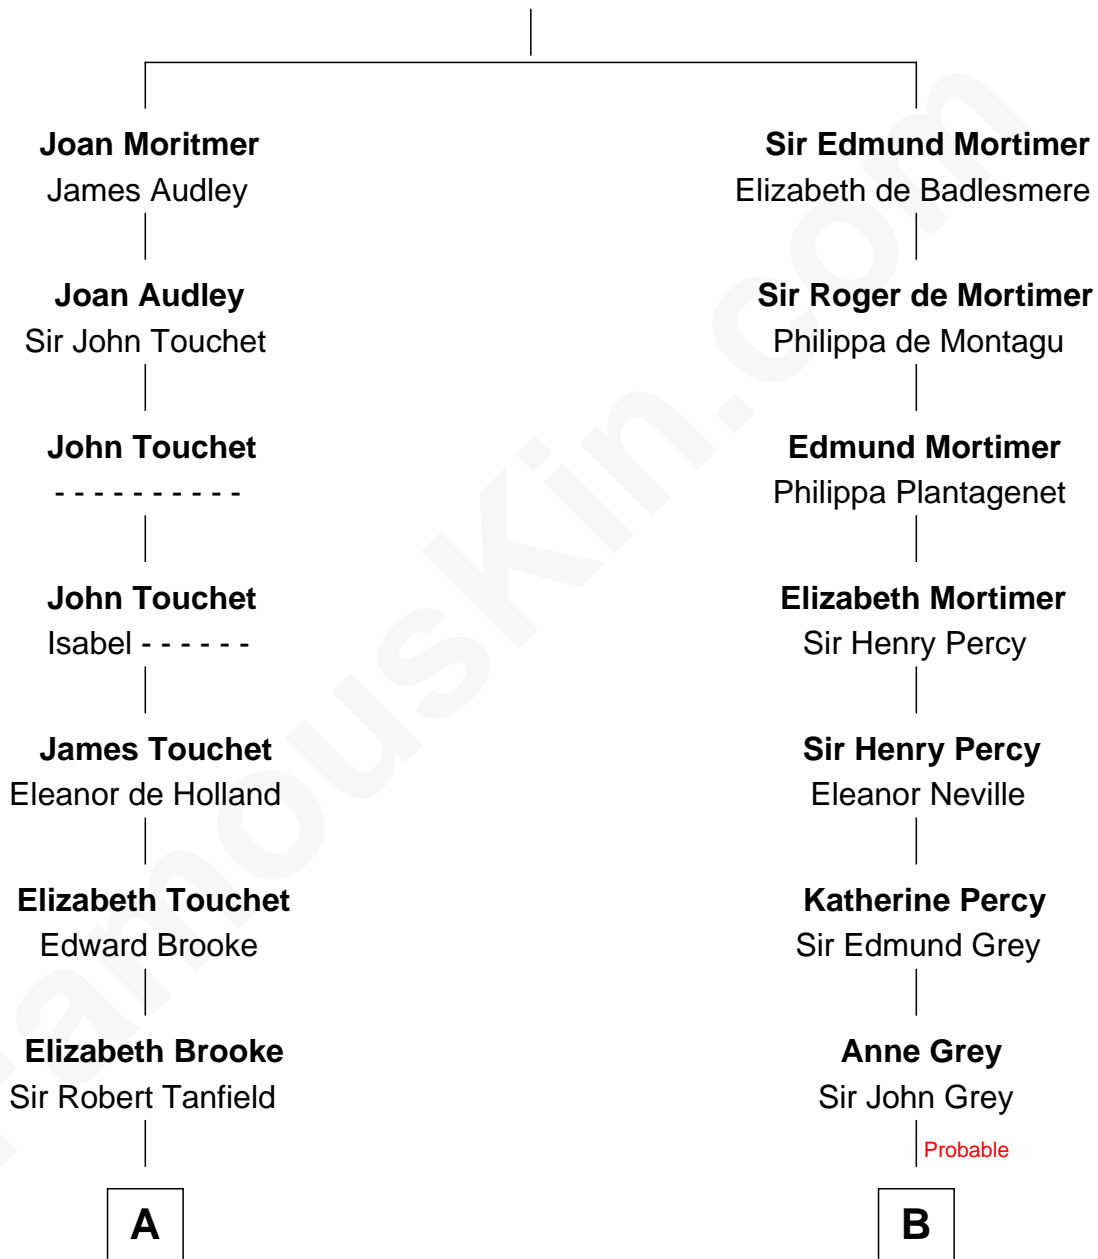 Joan Moritmer
James Audley
Joan Audley
Sir John Touchet
John Touchet
- - - - - - - - - -
John Touchet
Isabel - - - - - -
James Touchet
Eleanor de Holland
Elizabeth Touchet
Edward Brooke
Elizabeth Brooke
Sir Robert Tanfield
A
Sir Edmund Mortimer
Elizabeth de Badlesmere
Sir Roger de Mortimer
Philippa de Montagu
Edmund Mortimer
Philippa Plantagenet
Elizabeth Mortimer
Sir Henry Percy
Sir Henry Percy
Eleanor Neville
Katherine Percy
Sir Edmund Grey
Anne Grey
Sir John Grey
Probable
B
FamousKin.com